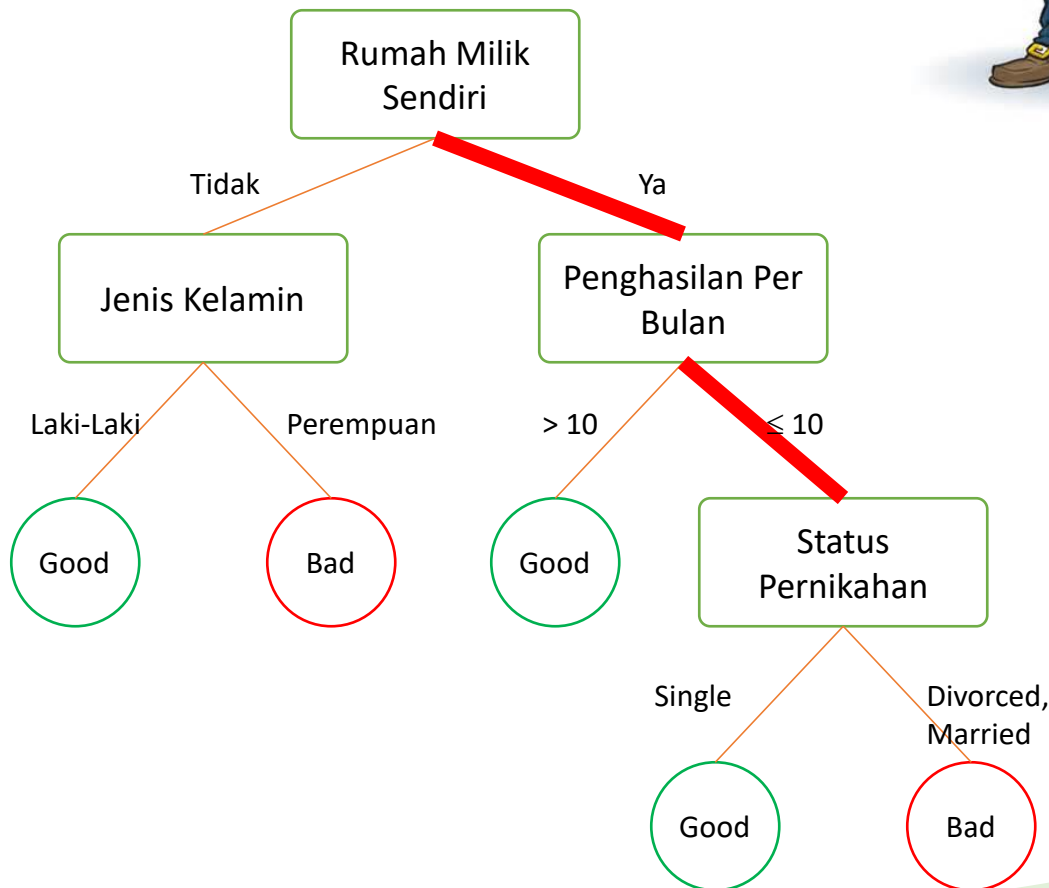 Rumah Milik
Sendiri
Tidak
Ya
Jenis Kelamin
Penghasilan Per
Bulan
Laki-Laki
Perempuan
> 10
≤ 10
Good
Bad
Good
Status
Pernikahan
Single
Divorced,
Married
Good
Bad